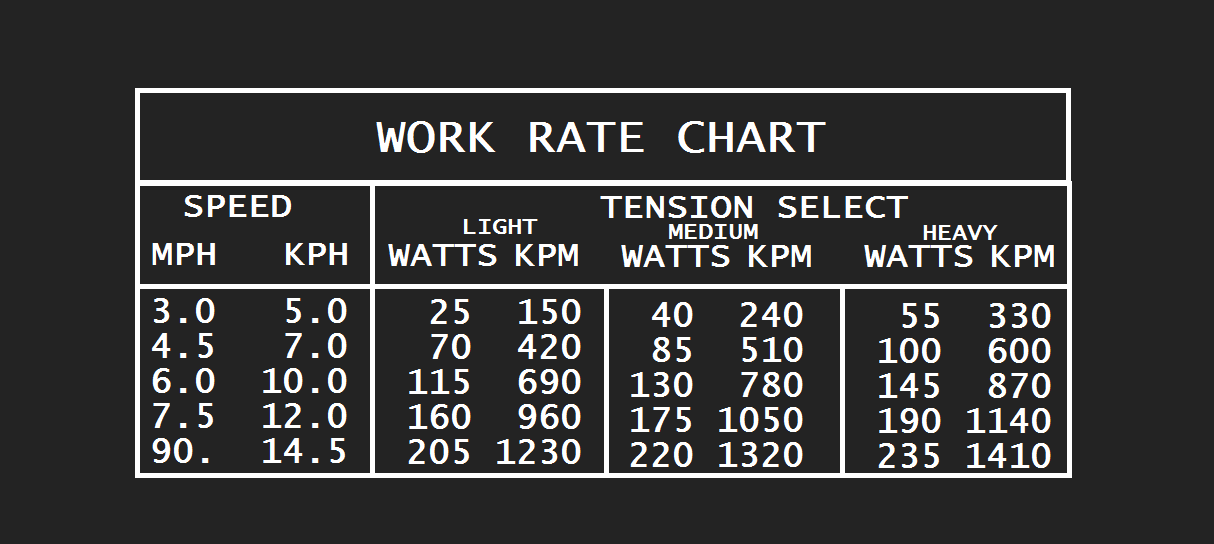 WORK RATE CHART
SPEED TENSION SELECT
LIGHT MEDIUM HEAVY
MPH KPH WATTS KPM WATTS KPM WATTS KPM
3.0 5.0 25 150 40 240 55 330
4.5 7.0 70 420 85 510 100 600
6.0 10.0 115 690 130 780 145 870
7.5 12.0 160 960 175 1050 190 1140
90. 14.5 205 1230 220 1320 235 1410